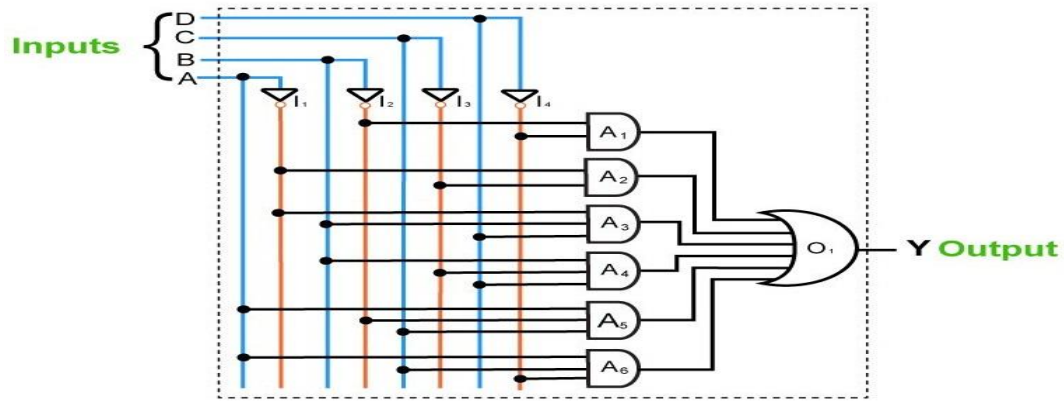 Inputs
D
C
B
A
I₁ I₂ I₃ I₄
A₁
A₂
A₃
A₄
A₅
A₆
O₁
Y Output